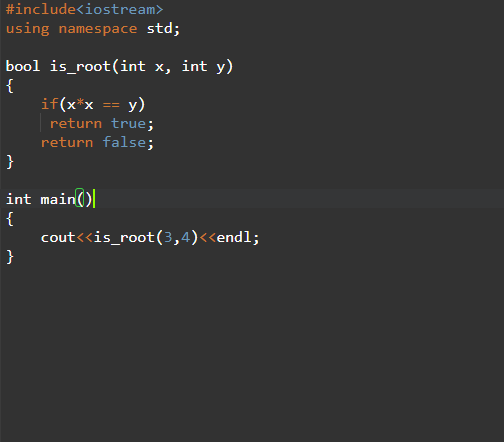 #include<iostream>
using namespace std;
bool is_root(int x, int y)
{
    if(x*x == y)
     return true;
    return false;
}
int main()
{
    cout<<is_root(3,4)<<endl;
}